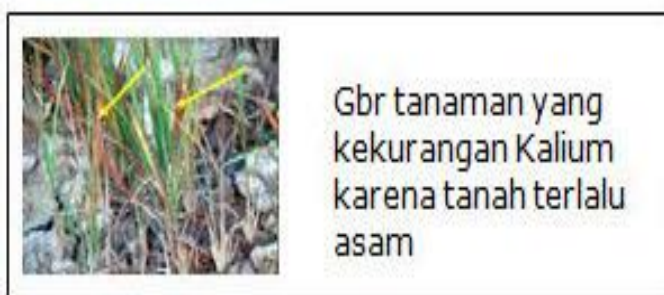 Gbr tanaman yang
kekurangan Kalium
karena tanah terlalu
asam